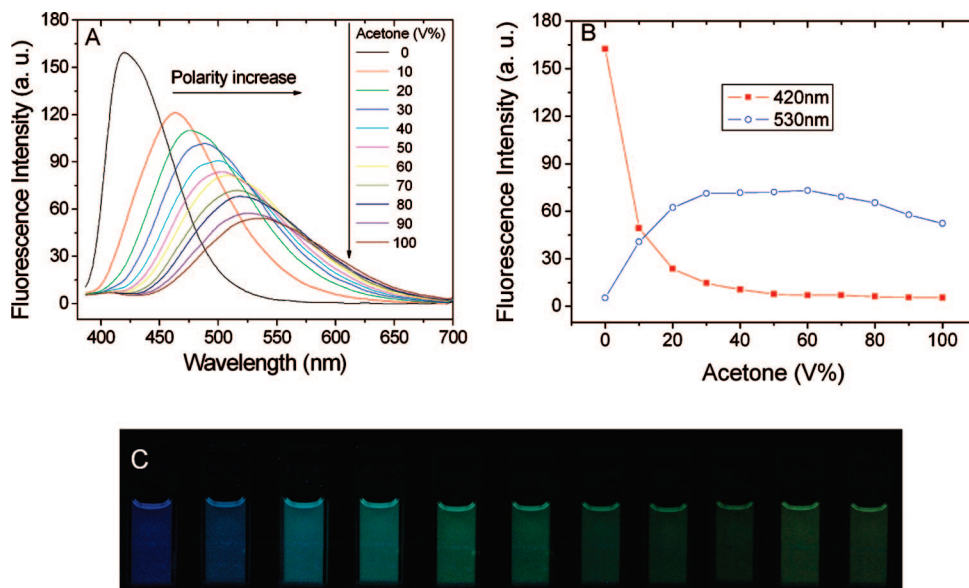 A
Fluorescence Intensity (a. u.)
180
150
120
90
60
30
0
400 450 500 550 600 650 700
Wavelength (nm)
Polarity increase
Acetone (V%)
0
10
20
30
40
50
60
70
80
90
100
B
Fluorescence Intensity (a. u.)
180
150
120
90
60
30
0
0 20 40 60 80 100
Acetone (V%)
420nm
530nm
C